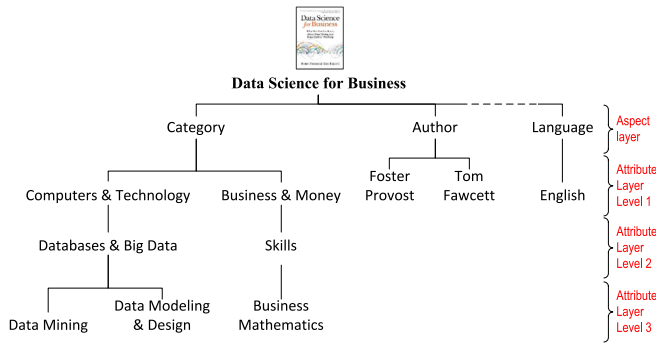 Data Science
for Business
Data Science for Business
Category
Author
Language
Aspect
layer
Foster
Provost
Tom
Fawcett
Computers & Technology
Business & Money
English
Attribute
Layer
Level 1
Databases & Big Data
Skills
Attribute
Layer
Level 2
Data Mining
Data Modeling
& Design
Business
Mathematics
Attribute
Layer
Level 3